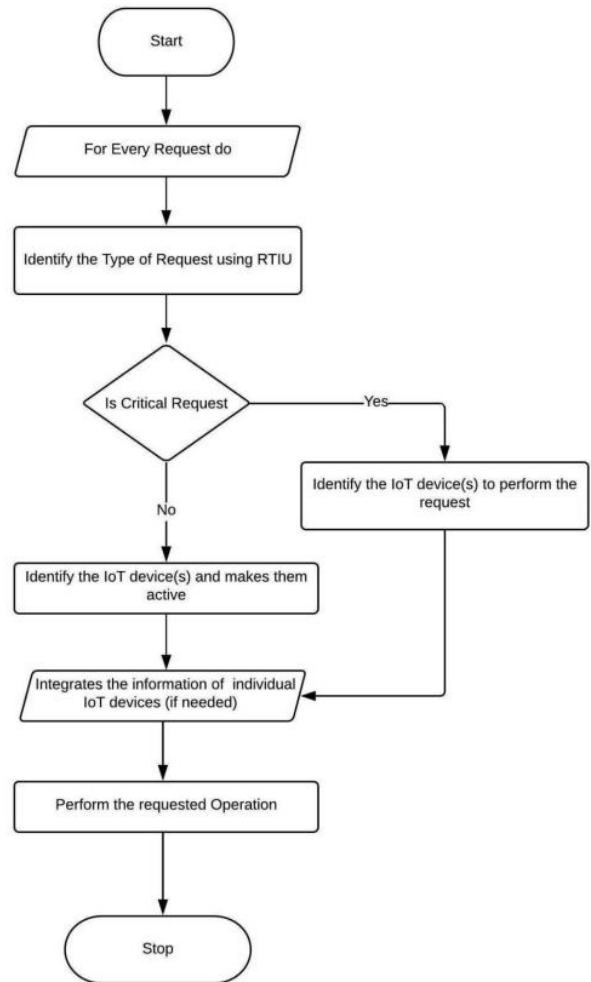 Start
For Every Request do
Identify the Type of Request using RTIU
Is Critical Request
Yes
Identify the IoT device(s) to perform the
request
No
Identify the IoT device(s) and makes them
active
Integrates the information of individual
IoT devices (if needed)
Perform the requested Operation
Stop